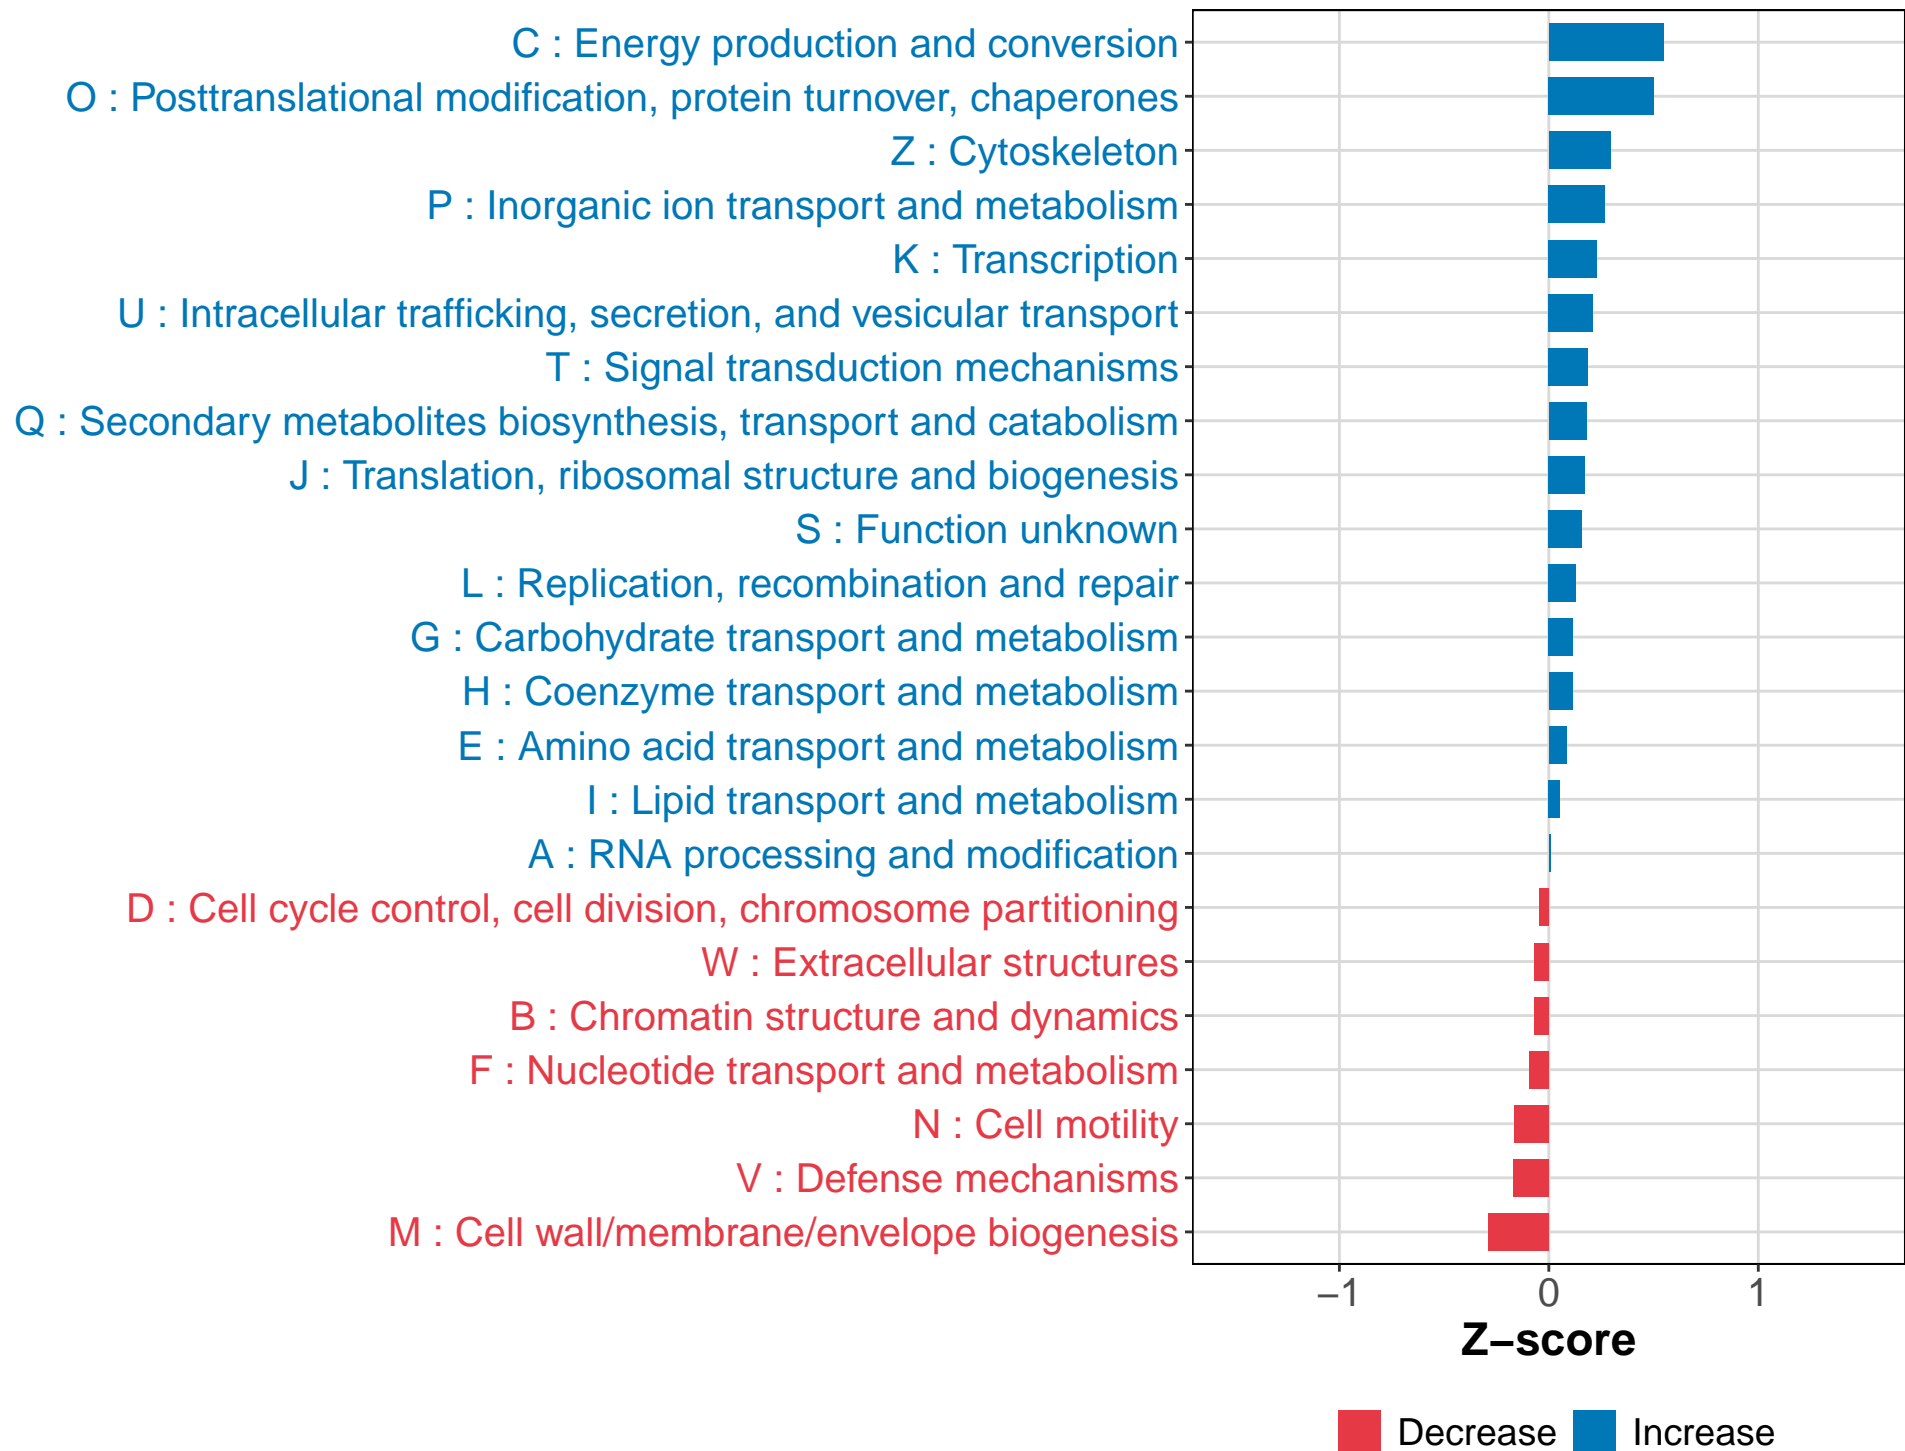 C : Energy production and conversion
O : Posttranslational modification, protein turnover, chaperones
Z : Cytoskeleton
P : Inorganic ion transport and metabolism
K : Transcription
U : Intracellular trafficking, secretion, and vesicular transport
T : Signal transduction mechanisms
Q : Secondary metabolites biosynthesis, transport and catabolism
J : Translation, ribosomal structure and biogenesis
S : Function unknown
L : Replication, recombination and repair
G : Carbohydrate transport and metabolism
H : Coenzyme transport and metabolism
E : Amino acid transport and metabolism
I : Lipid transport and metabolism
A : RNA processing and modification
D : Cell cycle control, cell division, chromosome partitioning
W : Extracellular structures
B : Chromatin structure and dynamics
F : Nucleotide transport and metabolism
N : Cell motility
V : Defense mechanisms
M : Cell wall/membrane/envelope biogenesis
−1 0 1
Z−score
Decrease Increase